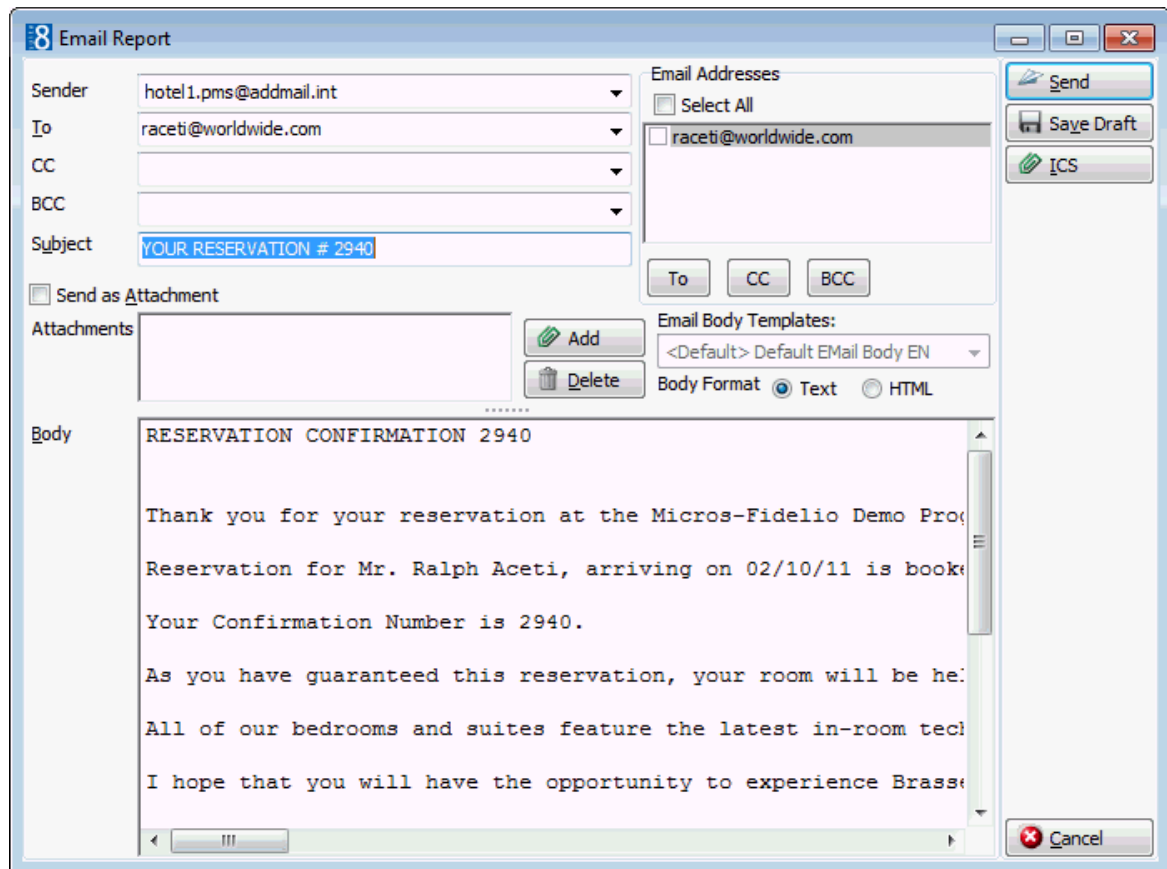 8 Email Report
Sender hotel1.pms@addmail.int
To raceti@worldwide.com
CC
BCC
Subject YOUR RESERVATION # 2940
Send as Attachment
Attachments
Add
Delete
Email Addresses
Select All
raceti@worldwide.com
To CC BCC
Email Body Templates:
<Default> Default EMail Body EN
Body Format Text HTML
Body
RESERVATION CONFIRMATION 2940
Thank you for your reservation at the Micros-Fidelio Demo
Reservation for Mr. Ralph Aceti, arriving on 02/10/11 is
Your Confirmation Number is 2940.
As you have guaranteed this reservation, your room will be
All of our bedrooms and suites feature the latest in-room
I hope that you will have the opportunity to experience
Send
Save Draft
ICS
Cancel